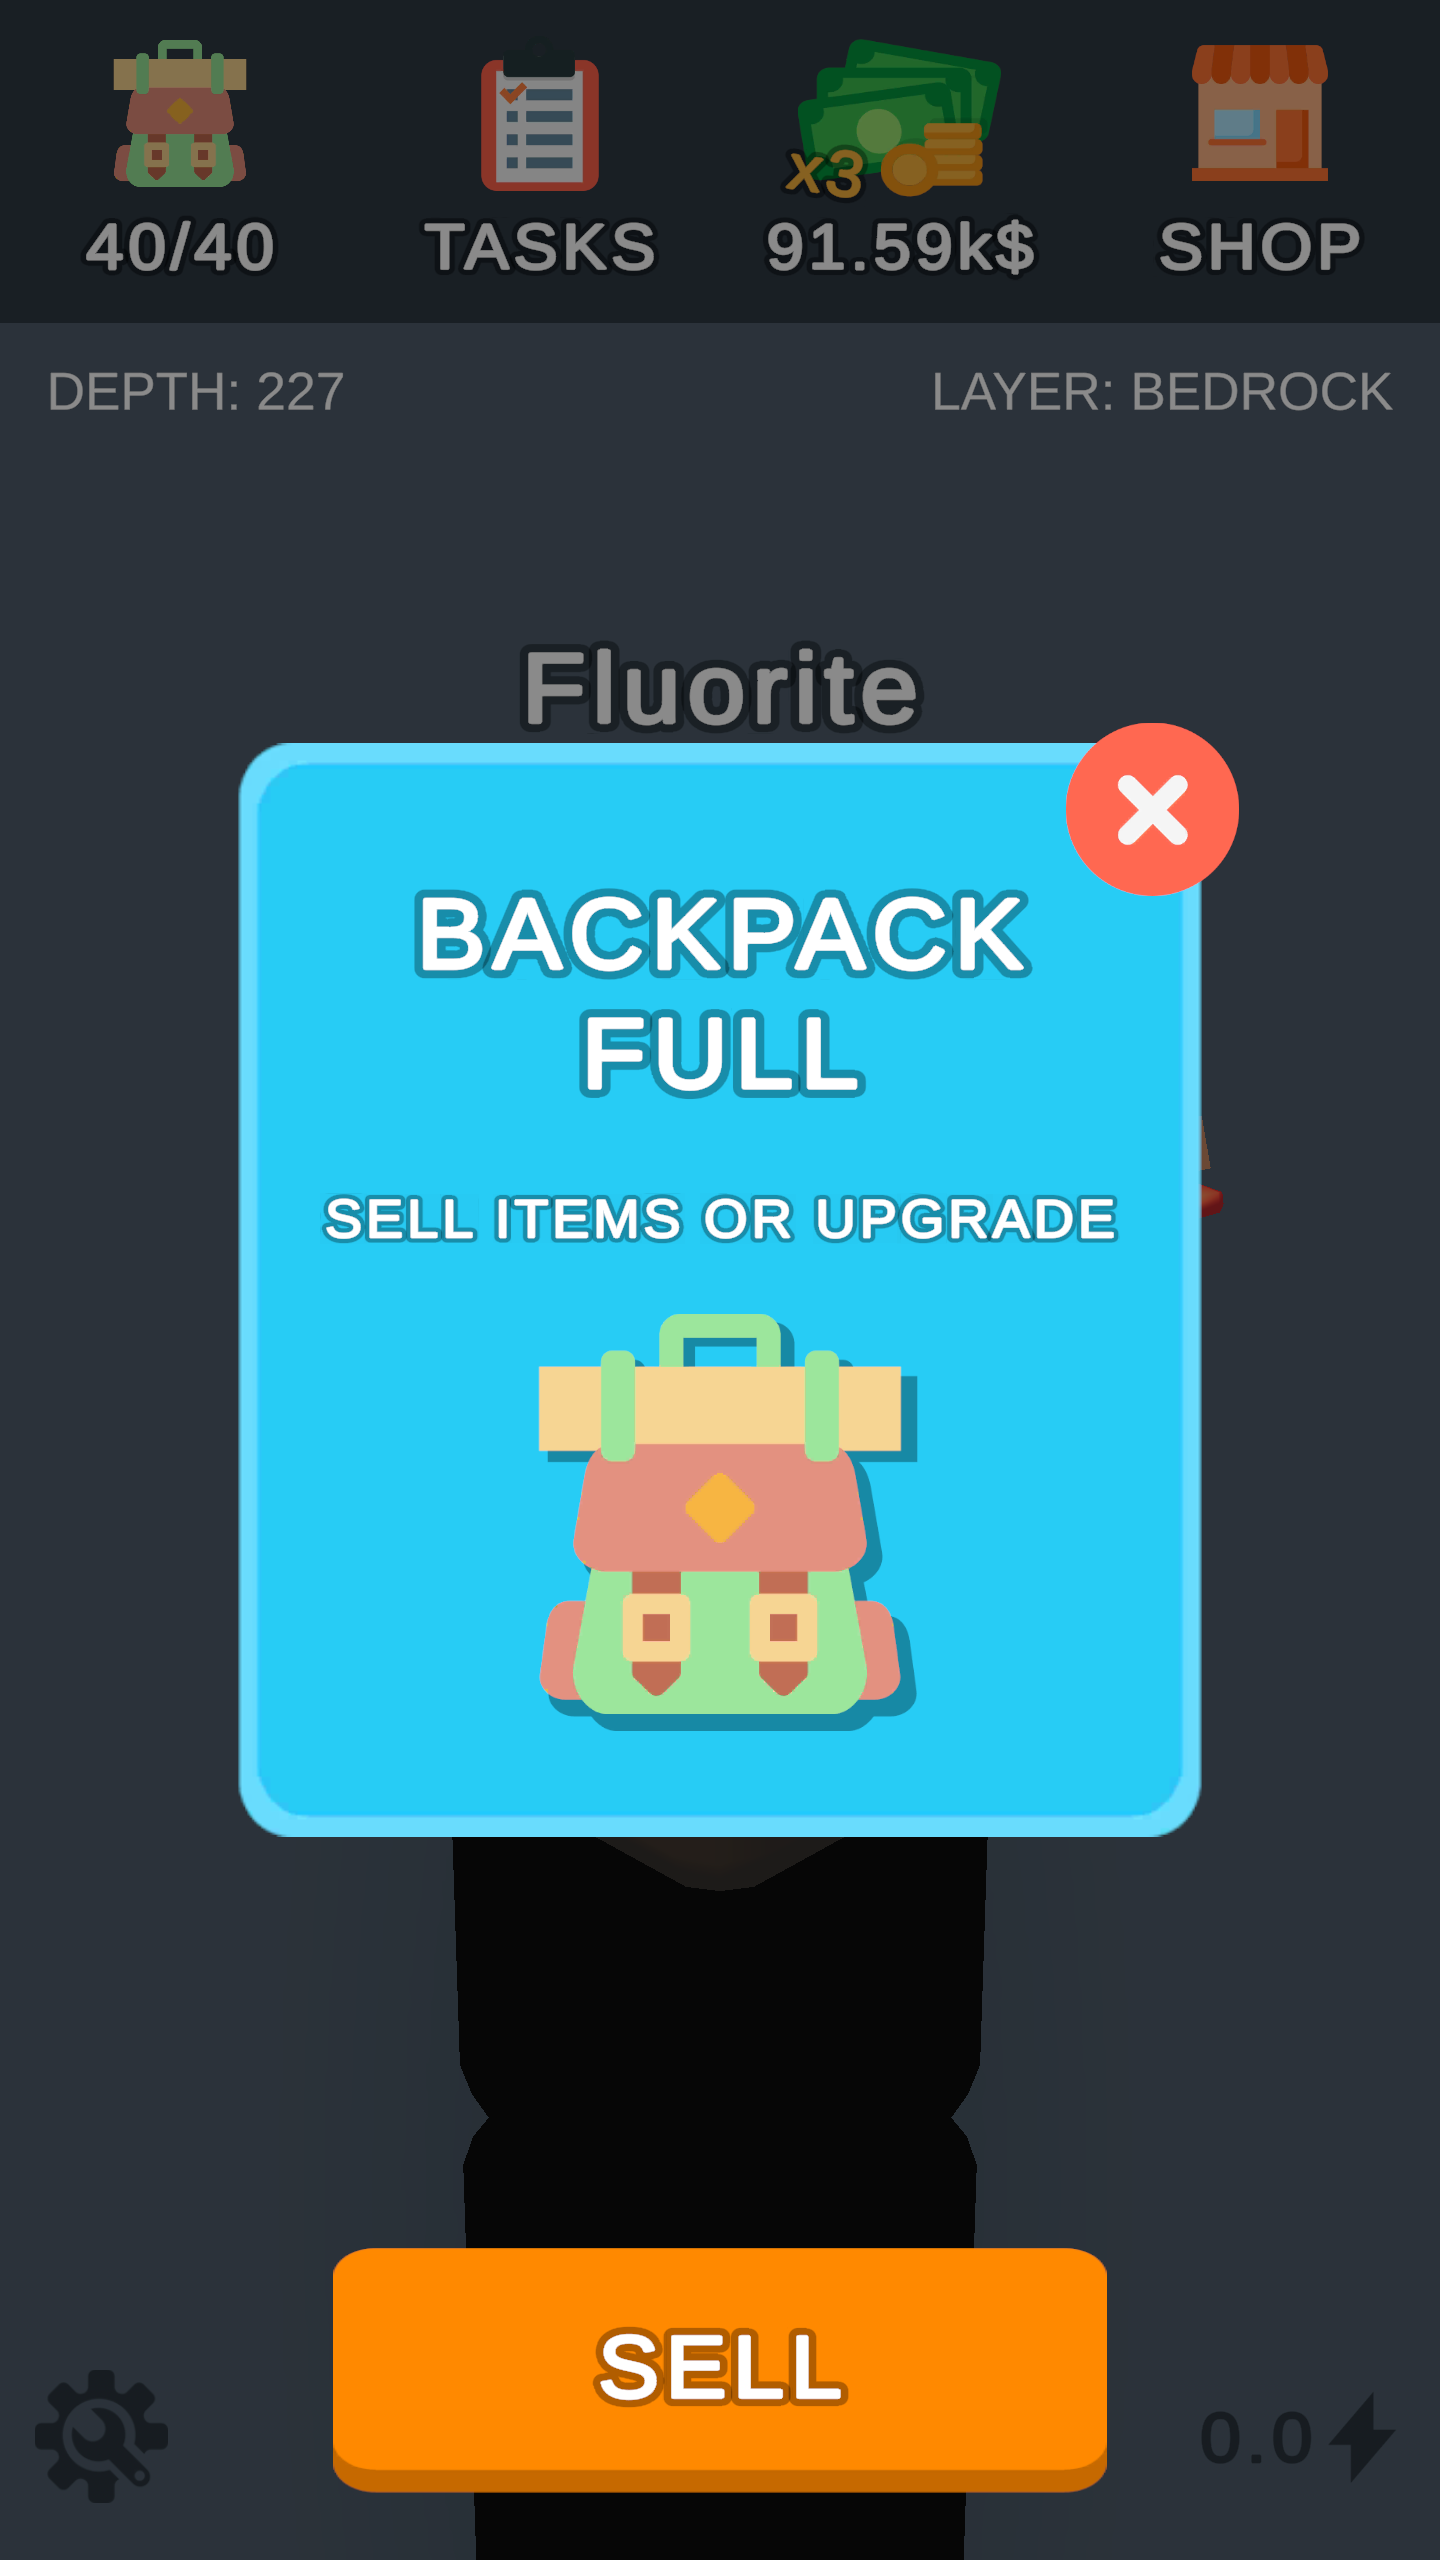 40/40
TASKS
x3
91.59k$
SHOP
DEPTH: 227
LAYER: BEDROCK
Fluorite
BACKPACK
FULL
SELL ITEMS OR UPGRADE
SELL
0.0